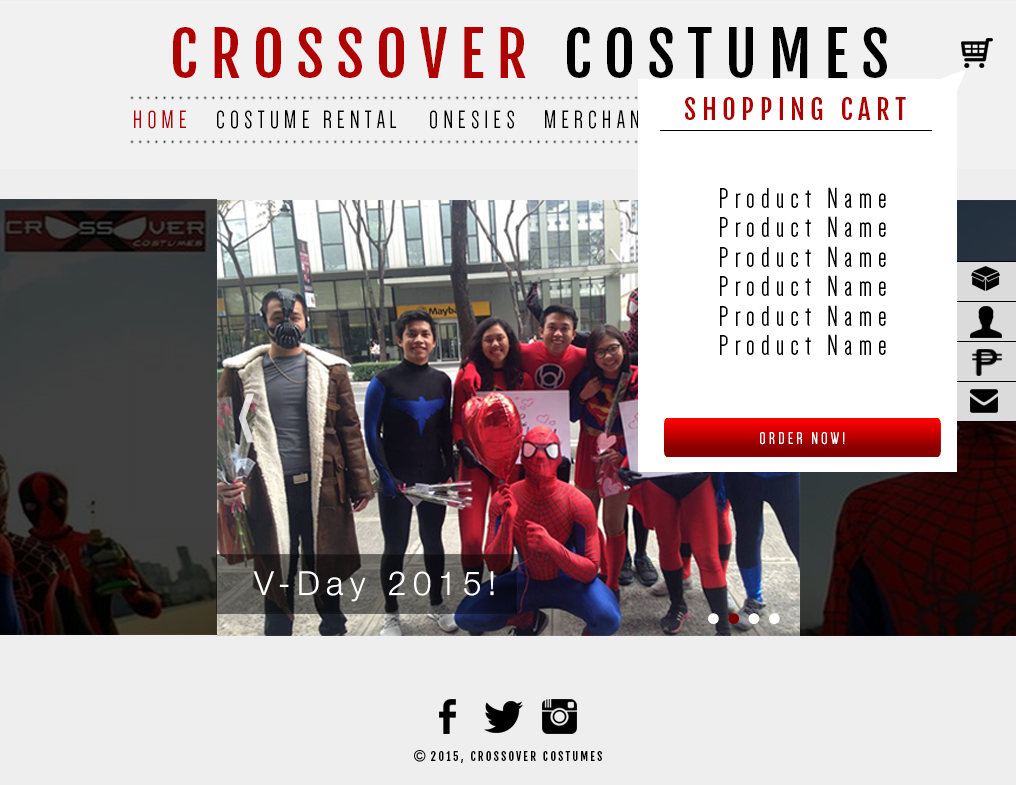 CROSSOVER COSTUMES
HOME COSTUME RENTAL ONESIES MERCHAN
SHOPPING CART
Product Name
Product Name
Product Name
Product Name
Product Name
Product Name
ORDER NOW!
CROSSOVER
COSTUMES
Mayba
V-Day 2015!
© 2015, CROSSOVER COSTUMES